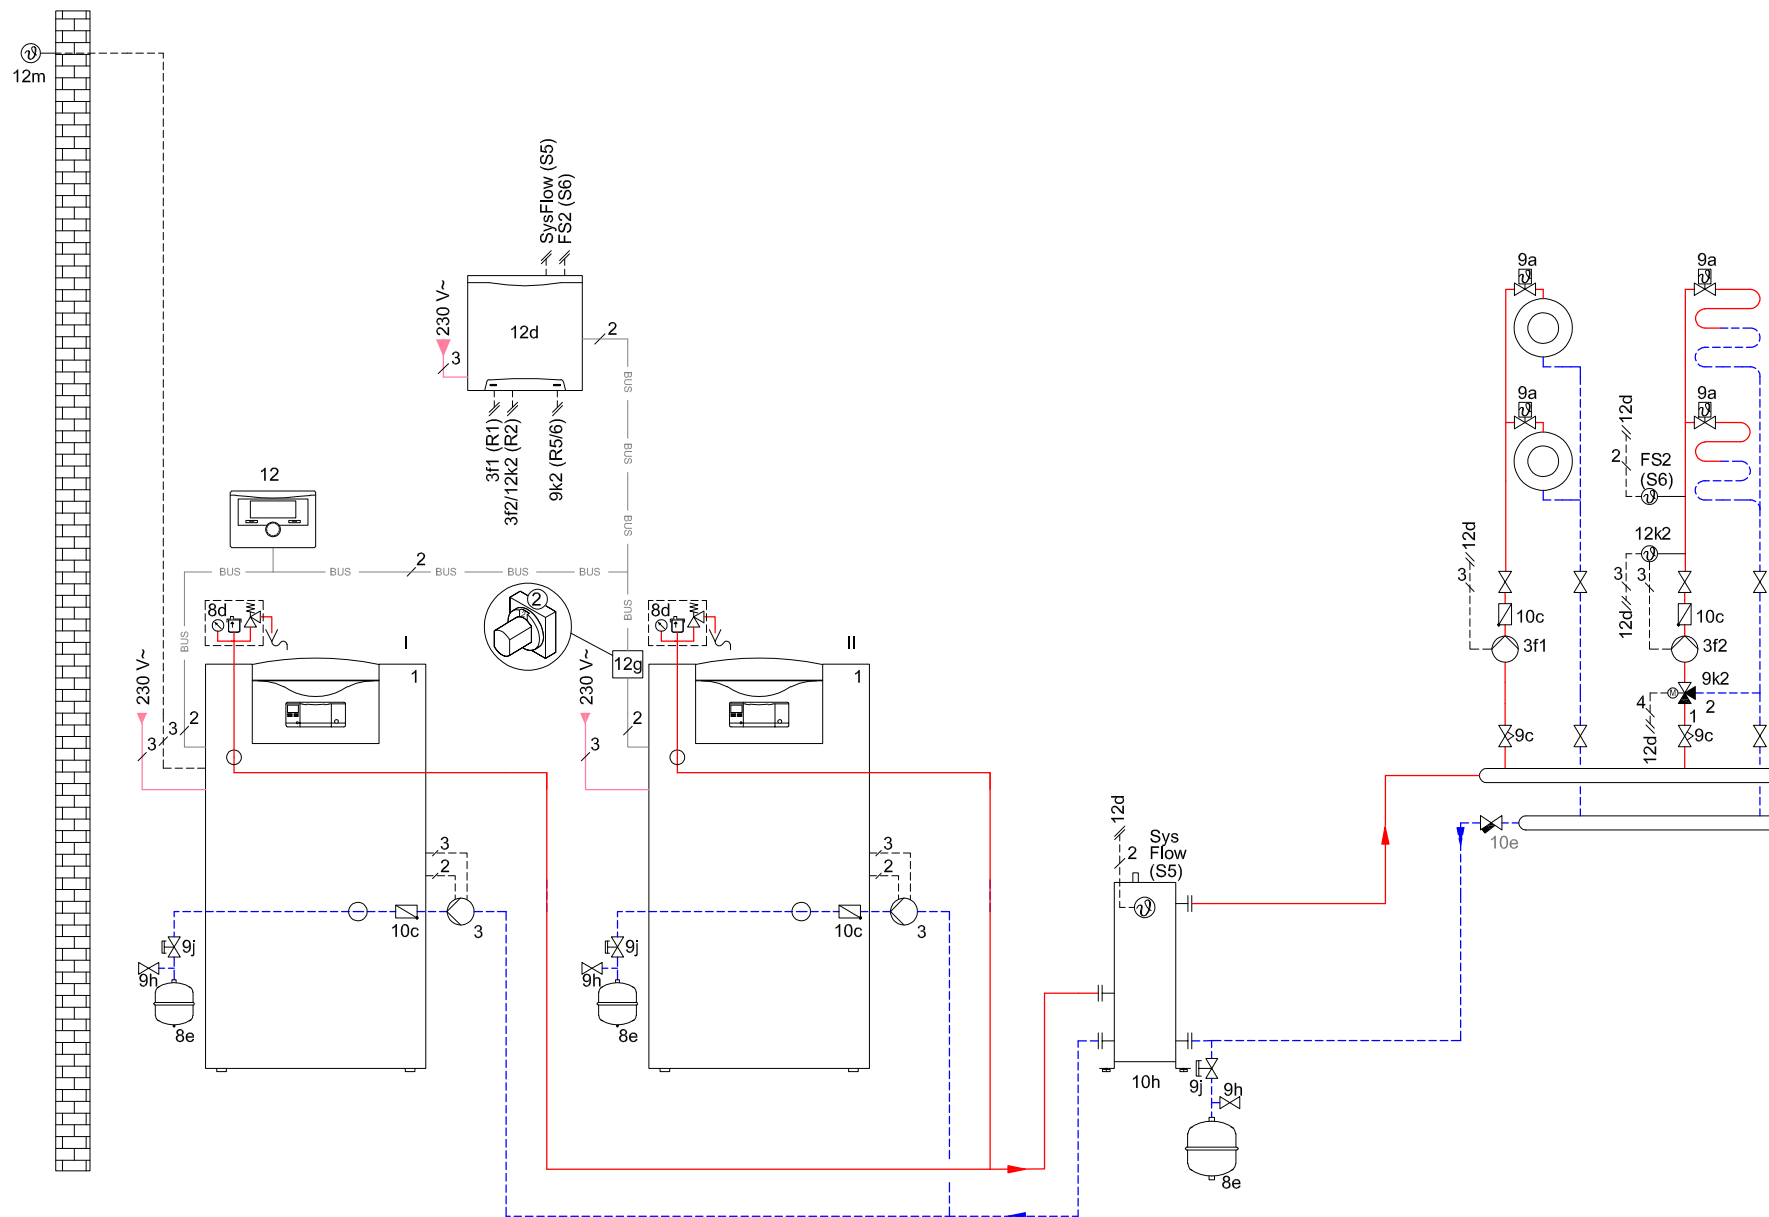 12m
SysFlow (S5)
FS2 (S6)
230 V~
3
12d
2
BUS
3f1 (R1)
3f2/12k2 (R2)
9k2 (R5/6)
BUS
BUS
BUS
12
BUS
BUS
2
BUS
BUS
BUS
BUS
BUS
8d
I
1
230 V~
3
3
2
2
12g
8d
II
1
230 V~
3
2
3
2
10c
3
9j
9h
8e
3
2
10c
3
9j
9h
8e
12d
2
Sys
Flow
(S5)
10h
9j
9h
8e
9a
9a
9a
9a
12d
2
FS2
(S6)
12d
3
12k2
3
3
12d
10c
10c
3f1
3f2
9k2
M
4
1
2
12d
9c
9c
10e